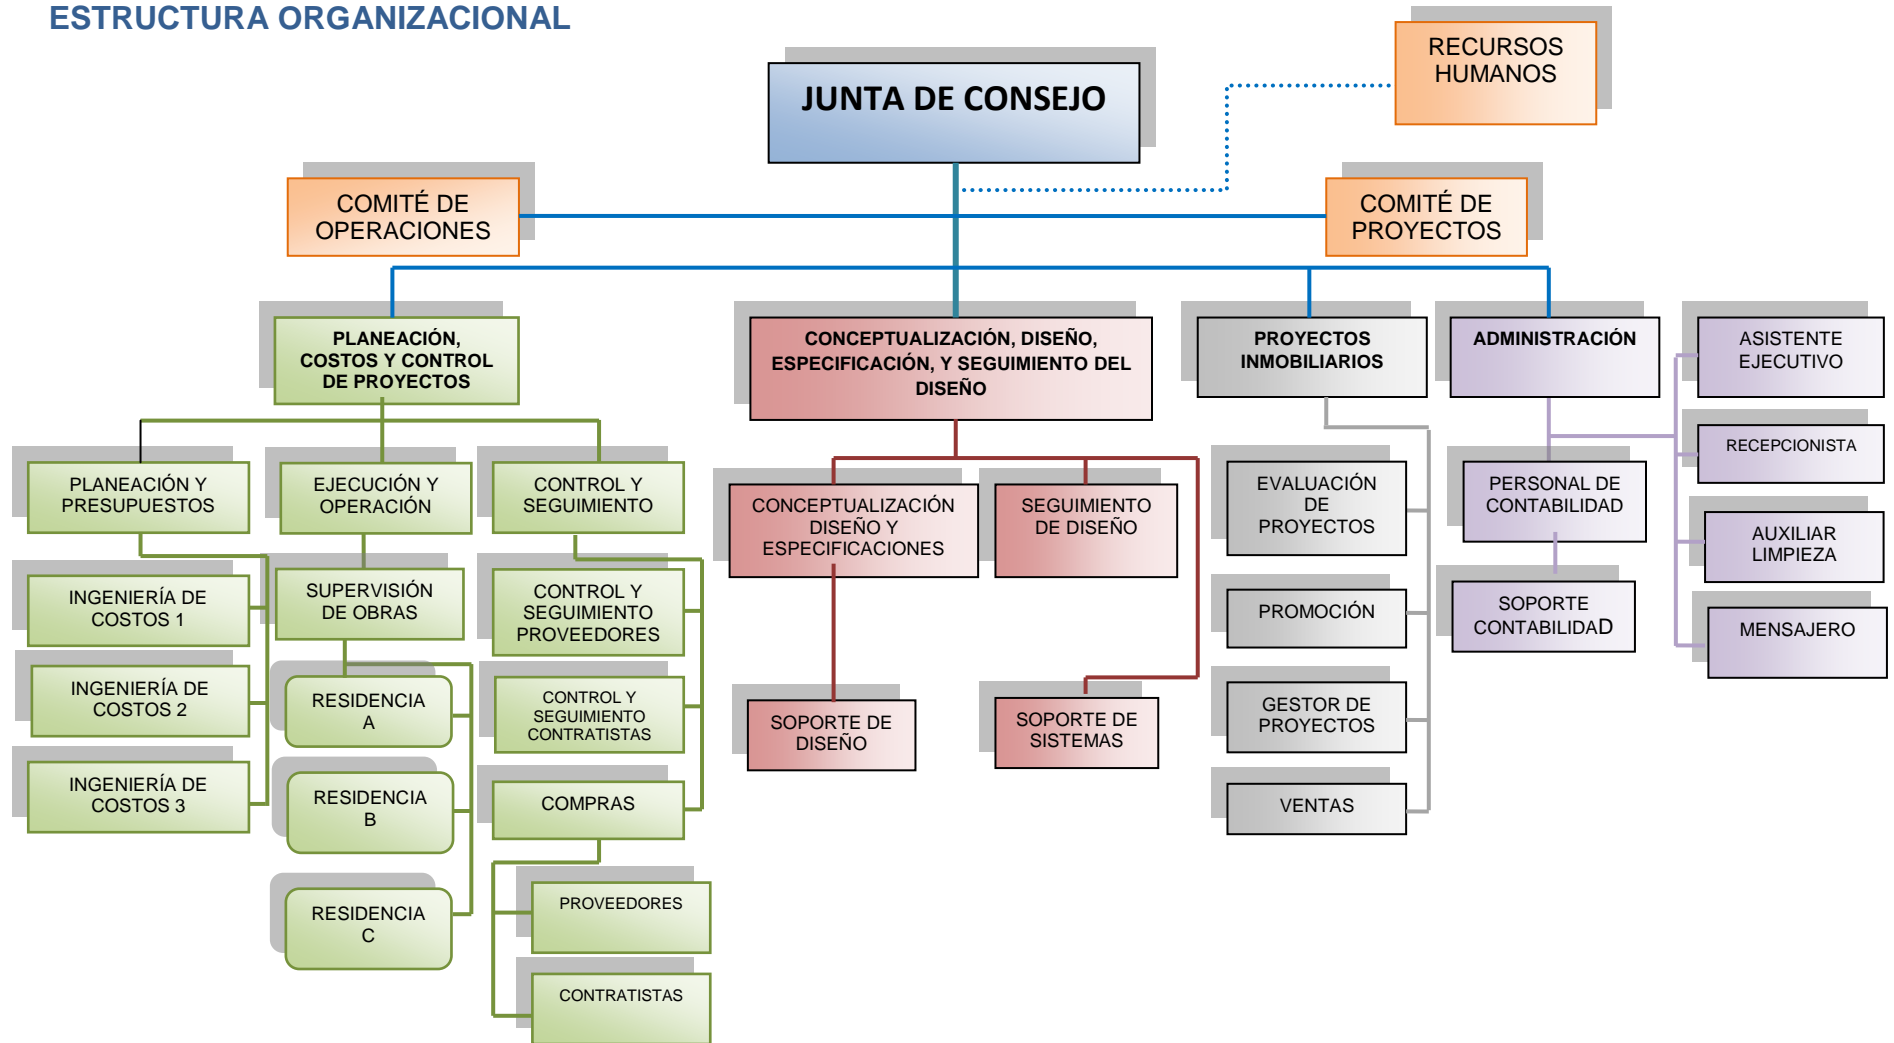 ESTRUCTURA ORGANIZACIONAL
RECURSOS
HUMANOS
JUNTA DE CONSEJO
COMITÉ DE
OPERACIONES
COMITÉ DE
PROYECTOS
PLANEACIÓN,
COSTOS Y CONTROL
DE PROYECTOS
CONCEPTUALIZACIÓN, DISEÑO,
ESPECIFICACIÓN, Y SEGUIMIENTO DEL
DISEÑO
PROYECTOS
INMOBILIARIOS
ADMINISTRACIÓN
ASISTENTE
EJECUTIVO
RECEPCIONISTA
AUXILIAR
LIMPIEZA
MENSAJERO
PLANEACIÓN Y
PRESUPUESTOS
EJECUCIÓN Y
OPERACIÓN
CONTROL Y
SEGUIMIENTO
INGENIERÍA DE
COSTOS 1
INGENIERÍA DE
COSTOS 2
INGENIERÍA DE
COSTOS 3
SUPERVISIÓN
DE OBRAS
RESIDENCIA
A
RESIDENCIA
B
RESIDENCIA
C
CONTROL Y
SEGUIMIENTO
PROVEEDORES
CONTROL Y
SEGUIMIENTO
CONTRATISTAS
COMPRAS
PROVEEDORES
CONTRATISTAS
CONCEPTUALIZACIÓN
DISEÑO Y
ESPECIFICACIONES
SEGUIMIENTO
DE DISEÑO
SOPORTE DE
DISEÑO
SOPORTE DE
SISTEMAS
EVALUACIÓN
DE
PROYECTOS
PROMOCIÓN
GESTOR DE
PROYECTOS
VENTAS
PERSONAL DE
CONTABILIDAD
SOPORTE
CONTABILIDAD